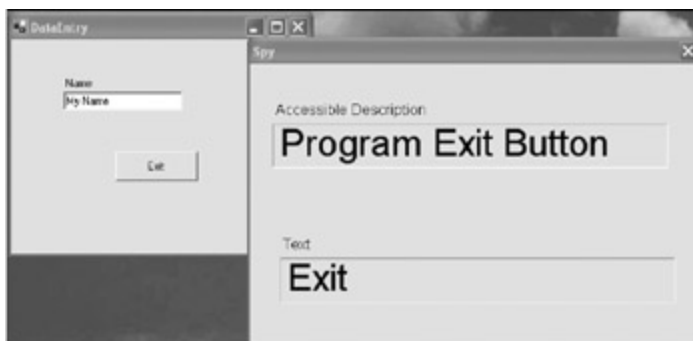 DataEntry
Name
My Name
Exit
Spy
Accessible Description
Program Exit Button
Text
Exit